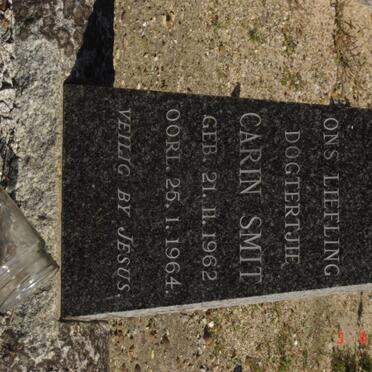 ONS LIEFLING
DOGTERTJIE
CARIN SMIT
GEB. 21.11.1962
OORL. 25.1.1964.
VEILIG BY JESUS.